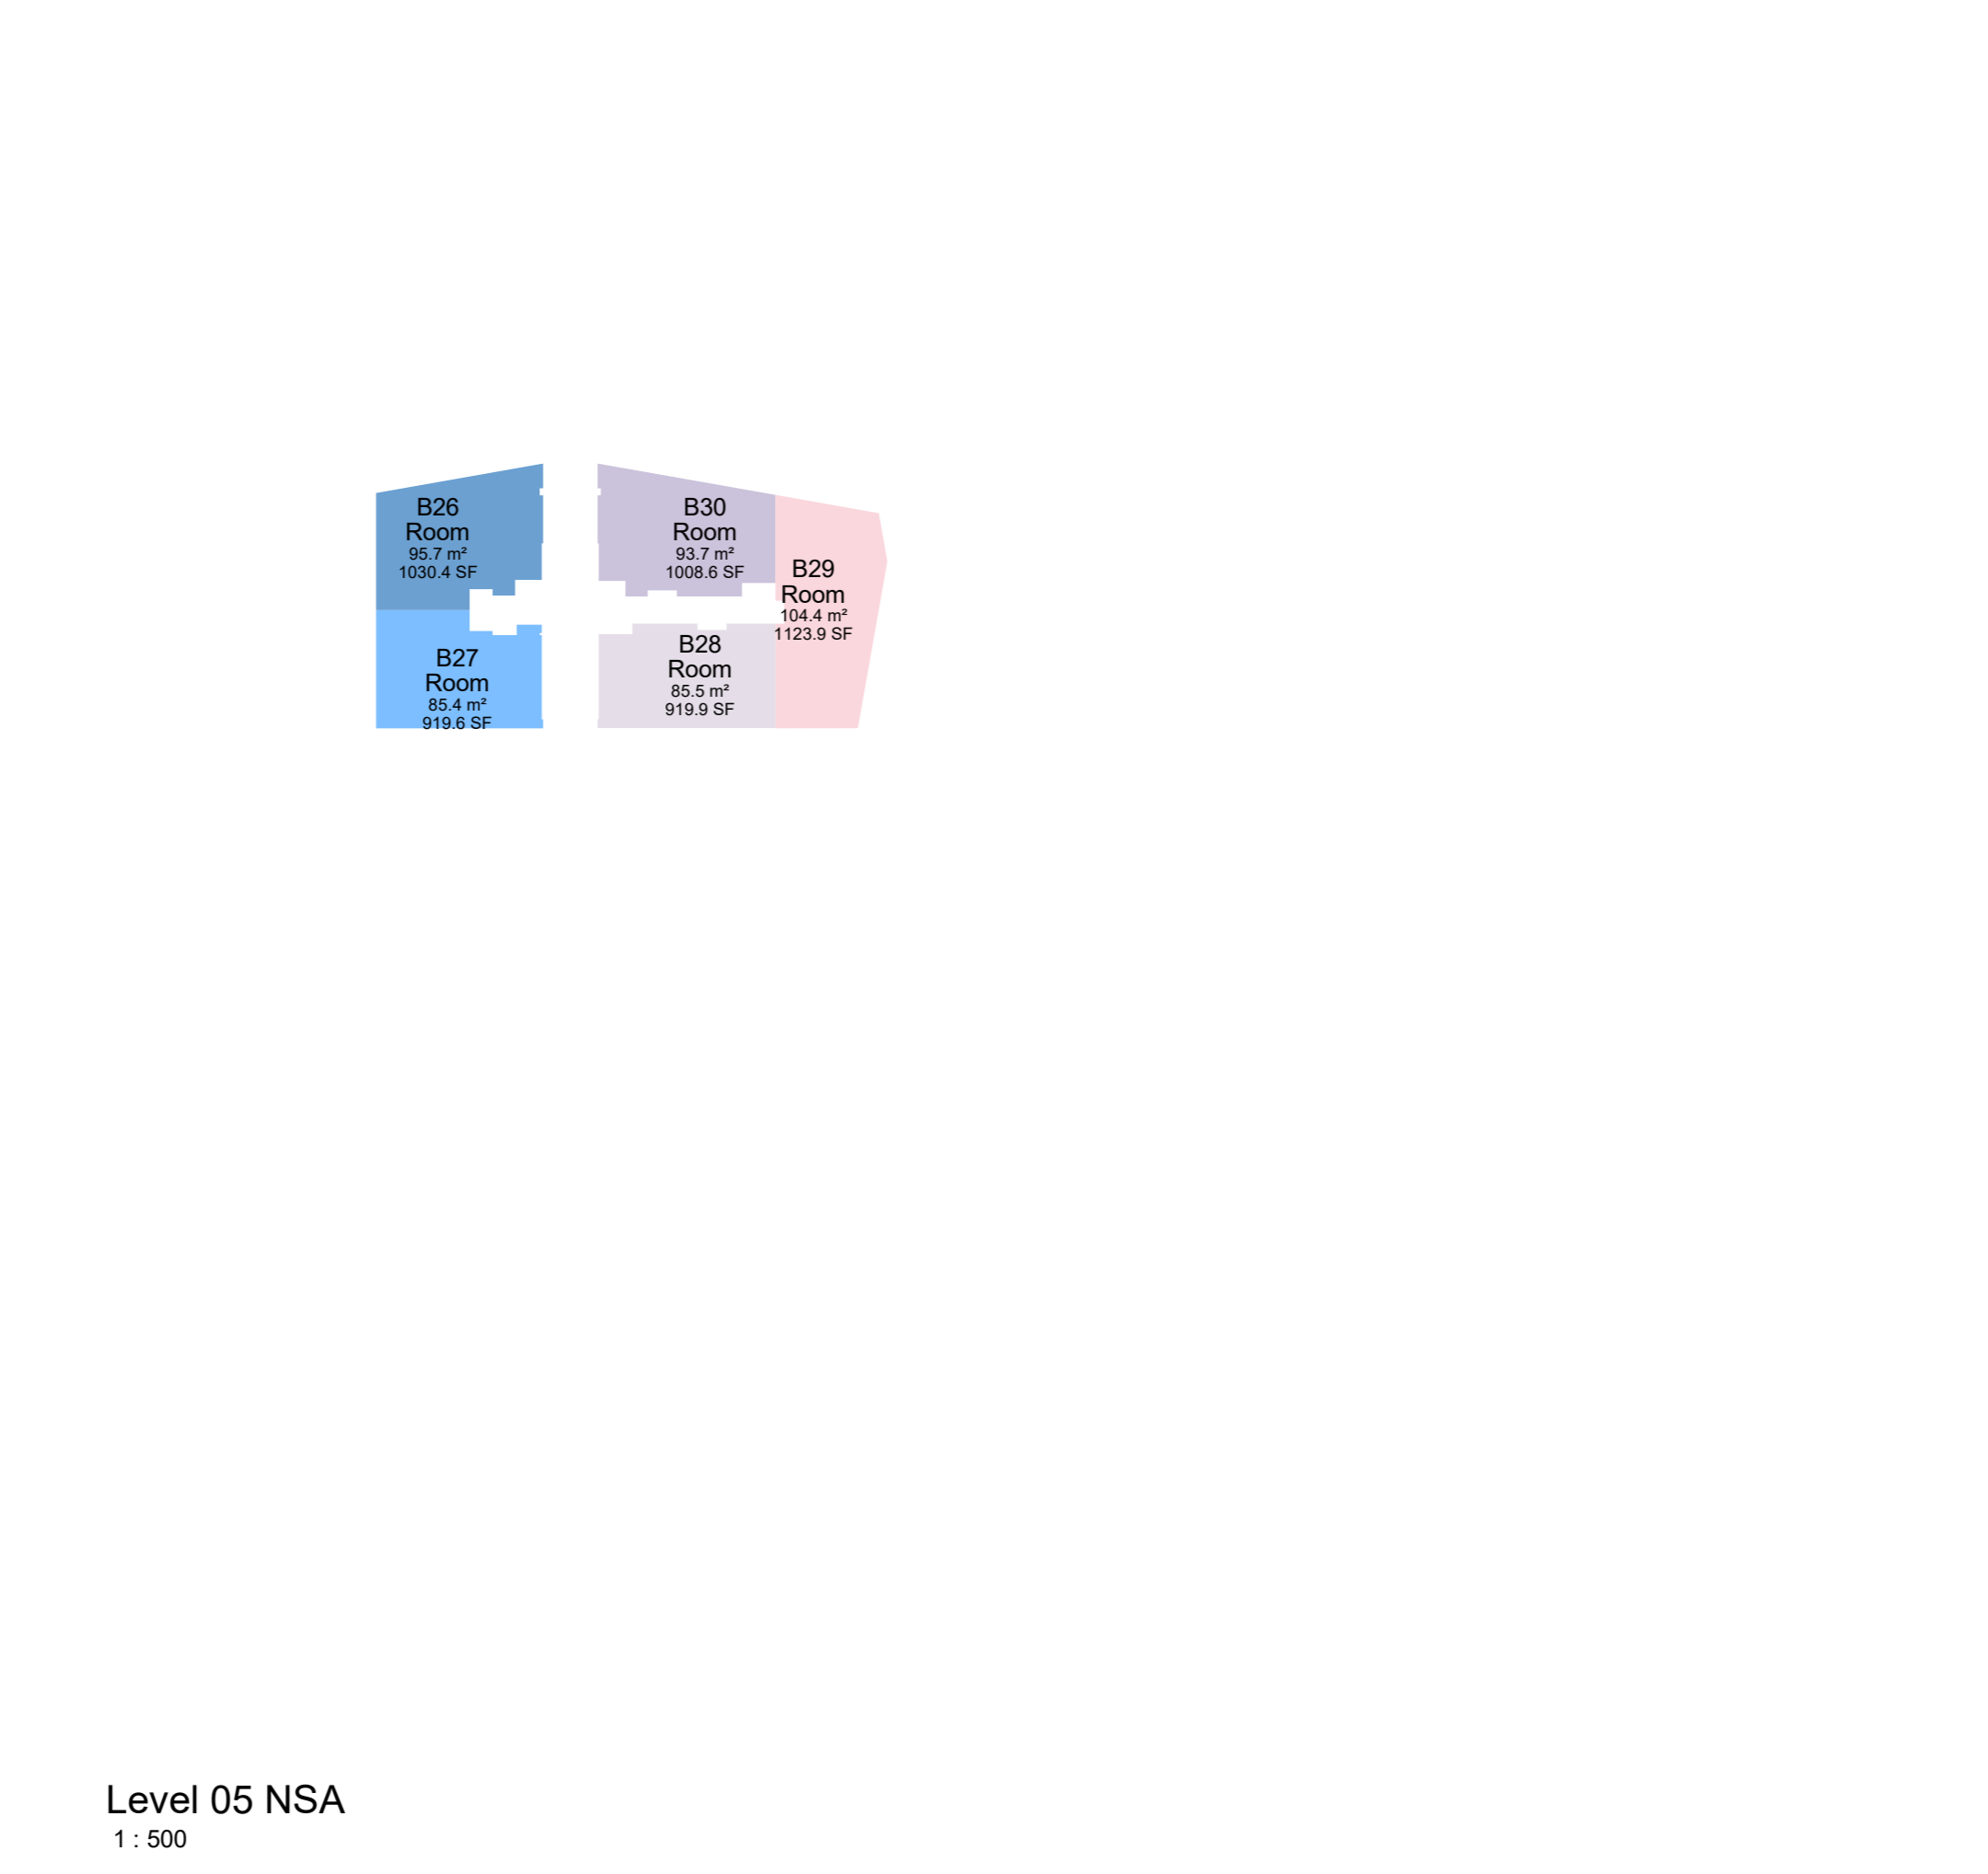 B26
Room
95.7 m²
1030.4 SF
B30
Room
93.7 m²
1008.6 SF
B29
Room
104.4 m²
1123.9 SF
B27
Room
85.4 m²
919.6 SF
B28
Room
85.5 m²
919.9 SF
Level 05 NSA
1 : 500